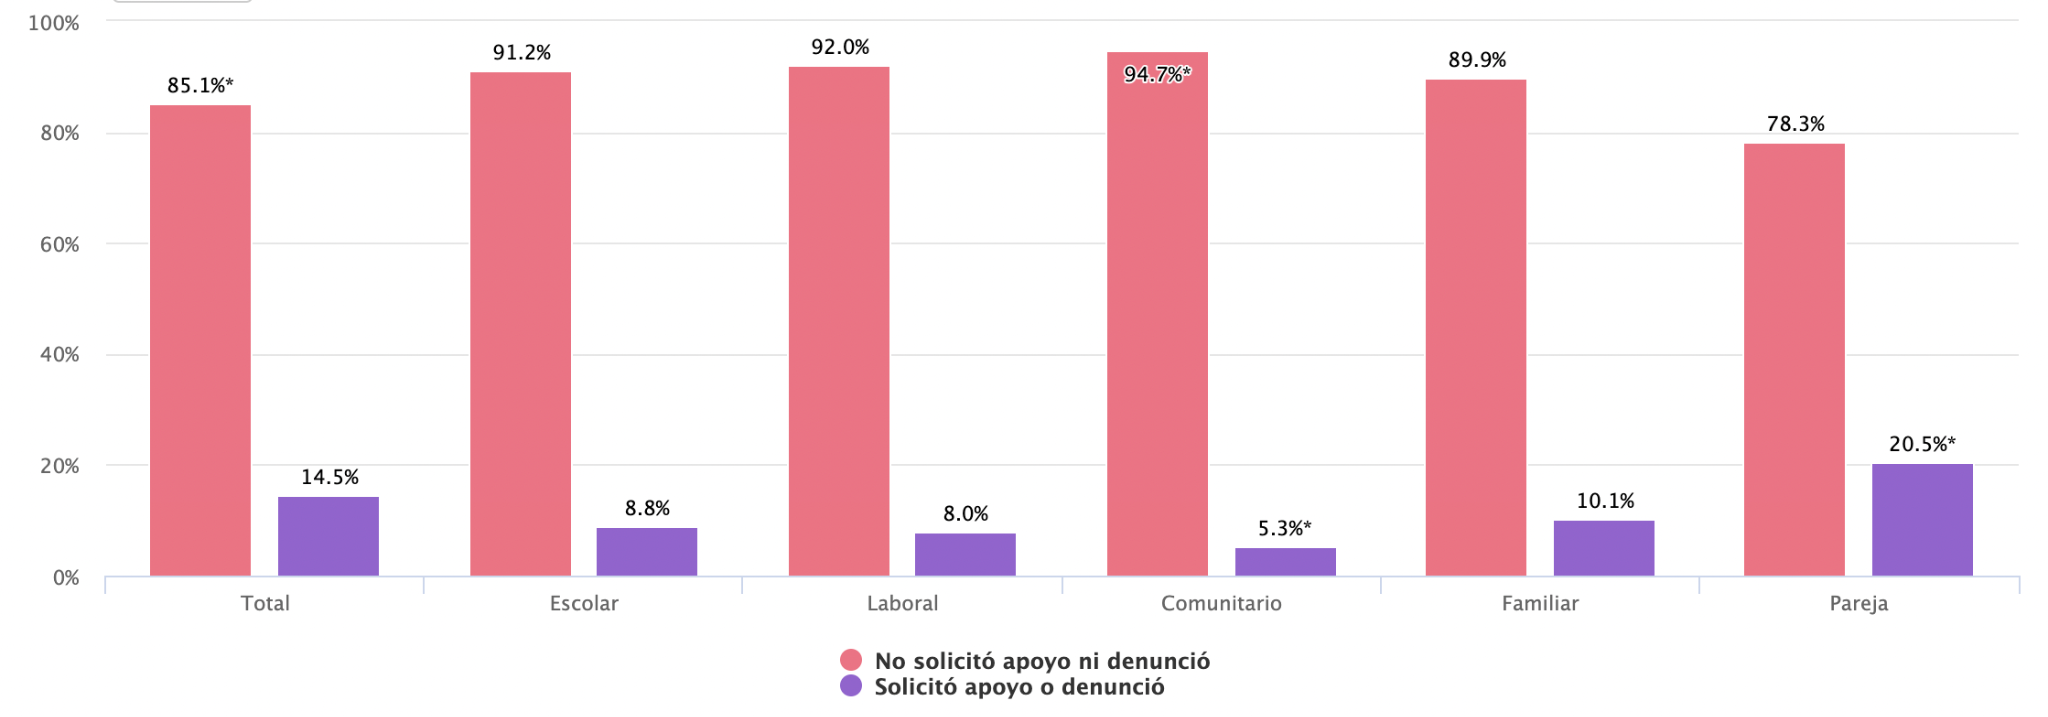 100%
80%
60%
40%
20%
0%
85.1%*
14.5%
91.2%
8.8%
92.0%
8.0%
94.7%*
5.3%*
89.9%
10.1%
78.3%
20.5%*
Total
Escolar
Laboral
Comunitario
Familiar
Pareja
No solicitó apoyo ni denunció
Solicitó apoyo o denunció